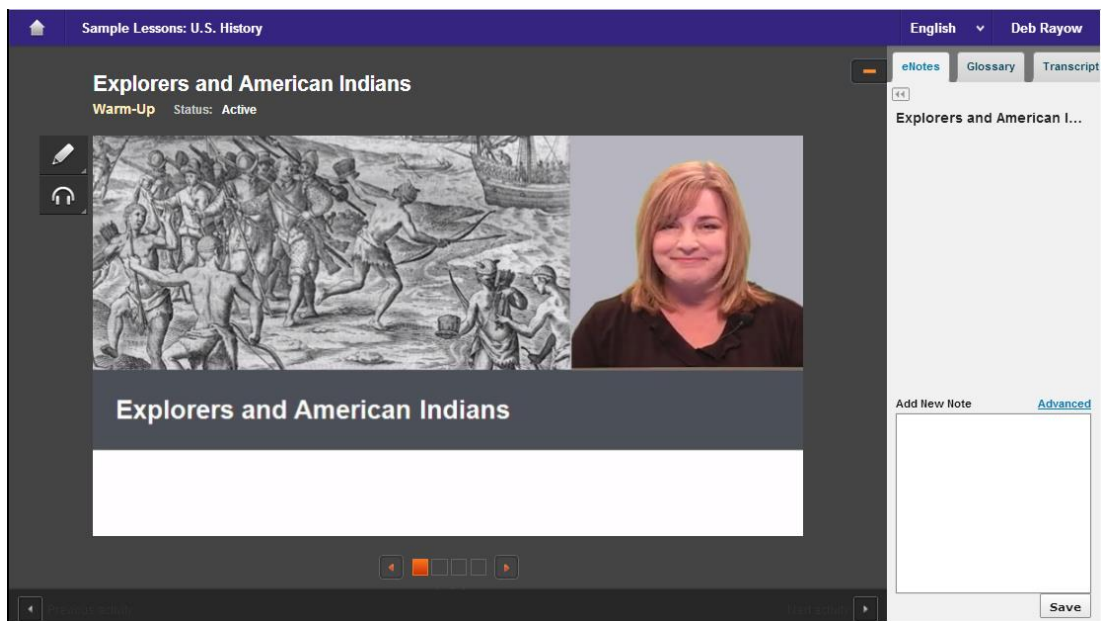 Sample Lessons: U.S. History
English
Deb Rayow
Explorers and American Indians
Warm-Up Status: Active
eNotes Glossary Transcript
Explorers and American I...
Explorers and American Indians
Add New Note Advanced
Save